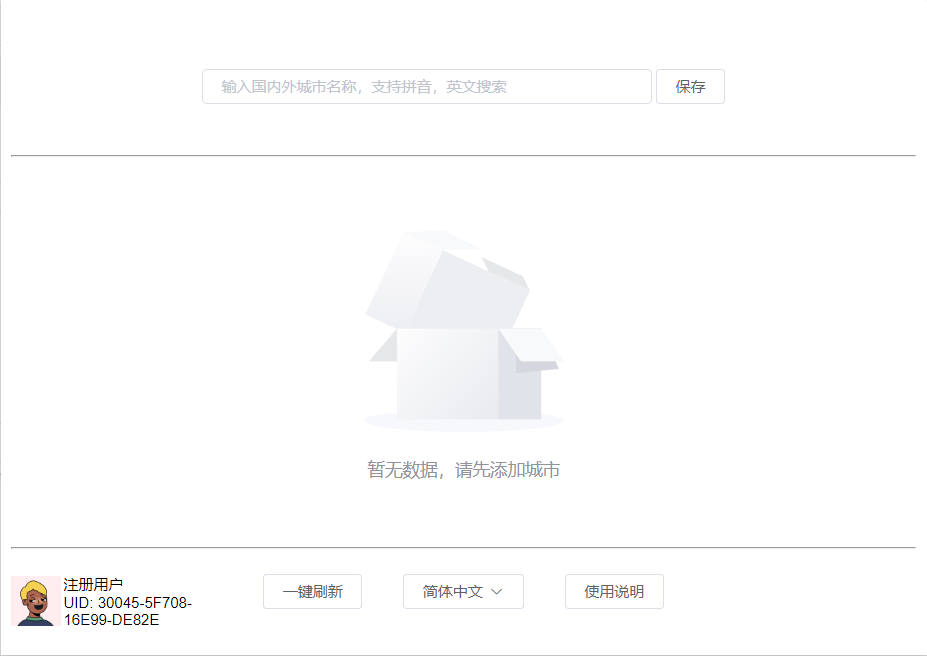 输入国内外城市名称，支持拼音，英文搜索
保存
暂无数据，请先添加城市
注册用户
UID: 30045-5F708-
16E99-DE82E
一键刷新
简体中文
使用说明